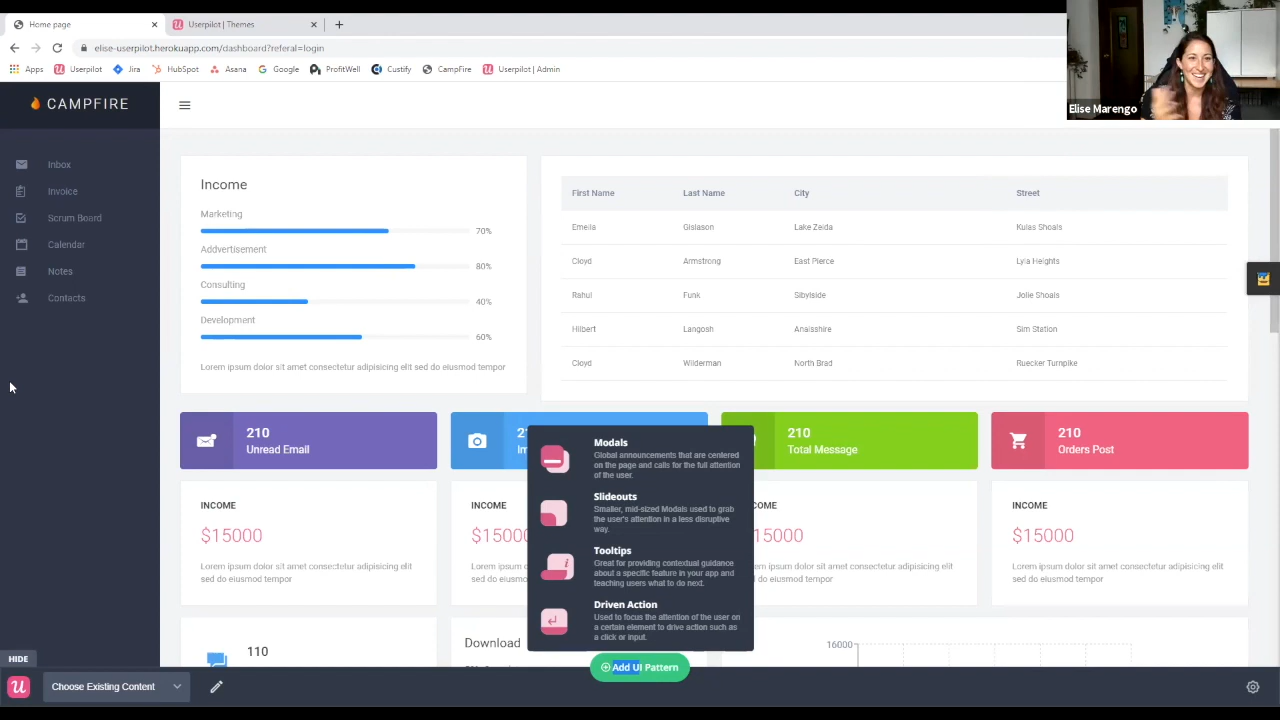 Home page
Userpilot | Themes
elise-userpilot.herokuapp.com/dashboard?referal=login
Apps
Userpilot
Jira
HubSpot
Asana
Google
ProfitWell
Custify
CampFire
Userpilot | Admin
Elise Marengo
CAMPFIRE
Inbox
Invoice
Scrum Board
Calendar
Notes
Contacts
Income
Marketing
70%
Addvertisement
80%
Consulting
40%
Development
60%
Lorem ipsum dolor sit amet consectetur adipisicing elit sed do eiusmod tempor
First Name Last Name City Street
Emelia Gislason Lake Zelda Kulas Shoals
Cloyd Armstrong East Pierce Lyla Heights
Rahul Funk Sibylside Jolie Shoals
Hilbert Langosh Anaisshire Sim Station
Cloyd Wilderman North Brad Ruecker Turnpike
210
Unread Email
210
Total Message
210
Orders Post
INCOME
$15000
Lorem ipsum dolor sit amet consectetur adipisicing elit
sed do eiusmod tempor
INCOME
INCOME
$15000
Lorem ipsum dolor sit amet consectetur adipisicing elit
sed do eiusmod tempor
Modals
Global announcements that are centered
on the page and calls for the full attention
of the user.
Slideouts
Smaller, mid-sized Modals used to grab
the user's attention in a less disruptive
way.
Tooltips
Great for providing contextual guidance
about a specific feature in your app and
teaching users what to do next.
Driven Action
Used to focus the attention of the user on
a certain element to drive action such as
a click or input.
110
Download
16000
Add UI Pattern
HIDE
Choose Existing Content